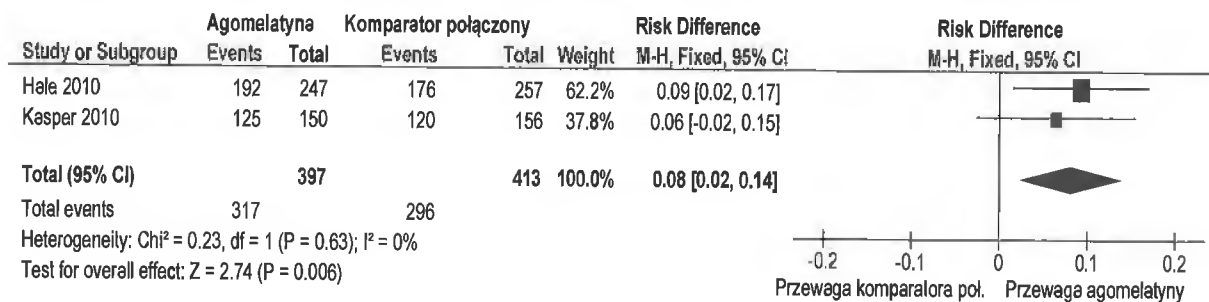 Agomelatyna Komparator połączony Risk Difference Risk Difference
Study or Subgroup Events Total Events Total Weight M-H, Fixed, 95% CI M-H, Fixed, 95% CI
Hale 2010 192 247 176 257 62.2% 0.09 [0.02, 0.17]
Kasper 2010 125 150 120 156 37.8% 0.06 [-0.02, 0.15]
Total (95% CI) 397 413 100.0% 0.08 [0.02, 0.14]
Total events 317 296
Heterogeneily: Chi² = 0.23, df = 1 (P = 0.63); I² = 0%
Test for overall effect: Z = 2.74 (P = 0.006)
-0.2 -0.1 0 0.1 0.2
Przewaga komparalora poł. Przewaga agomelatyny